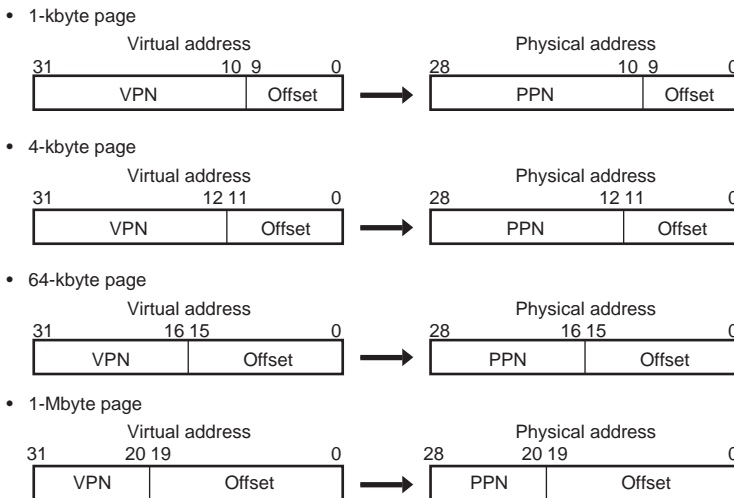 • 1-kbyte page
Virtual address Physical address
31 10 9 0 28 10 9 0
VPN Offset PPN Offset
• 4-kbyte page
Virtual address Physical address
31 12 11 0 28 12 11 0
VPN Offset PPN Offset
• 64-kbyte page
Virtual address Physical address
31 16 15 0 28 16 15 0
VPN Offset PPN Offset
• 1-Mbyte page
Virtual address Physical address
31 20 19 0 28 20 19 0
VPN Offset PPN Offset